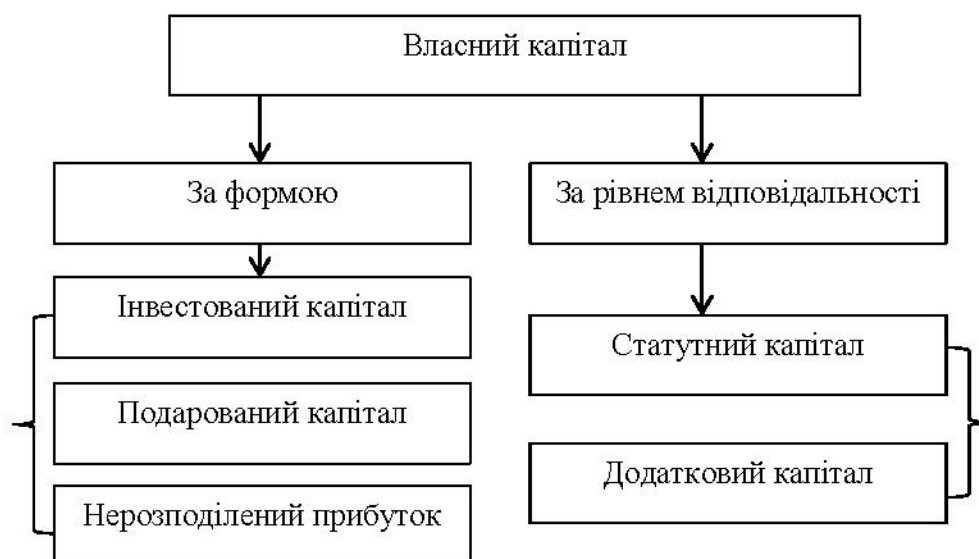 Власний капітал
За формою
За рівнем відповідальності
Інвестований капітал
Статутний капітал
Подарований капітал
Додатковий капітал
Нерозподілений прибуток